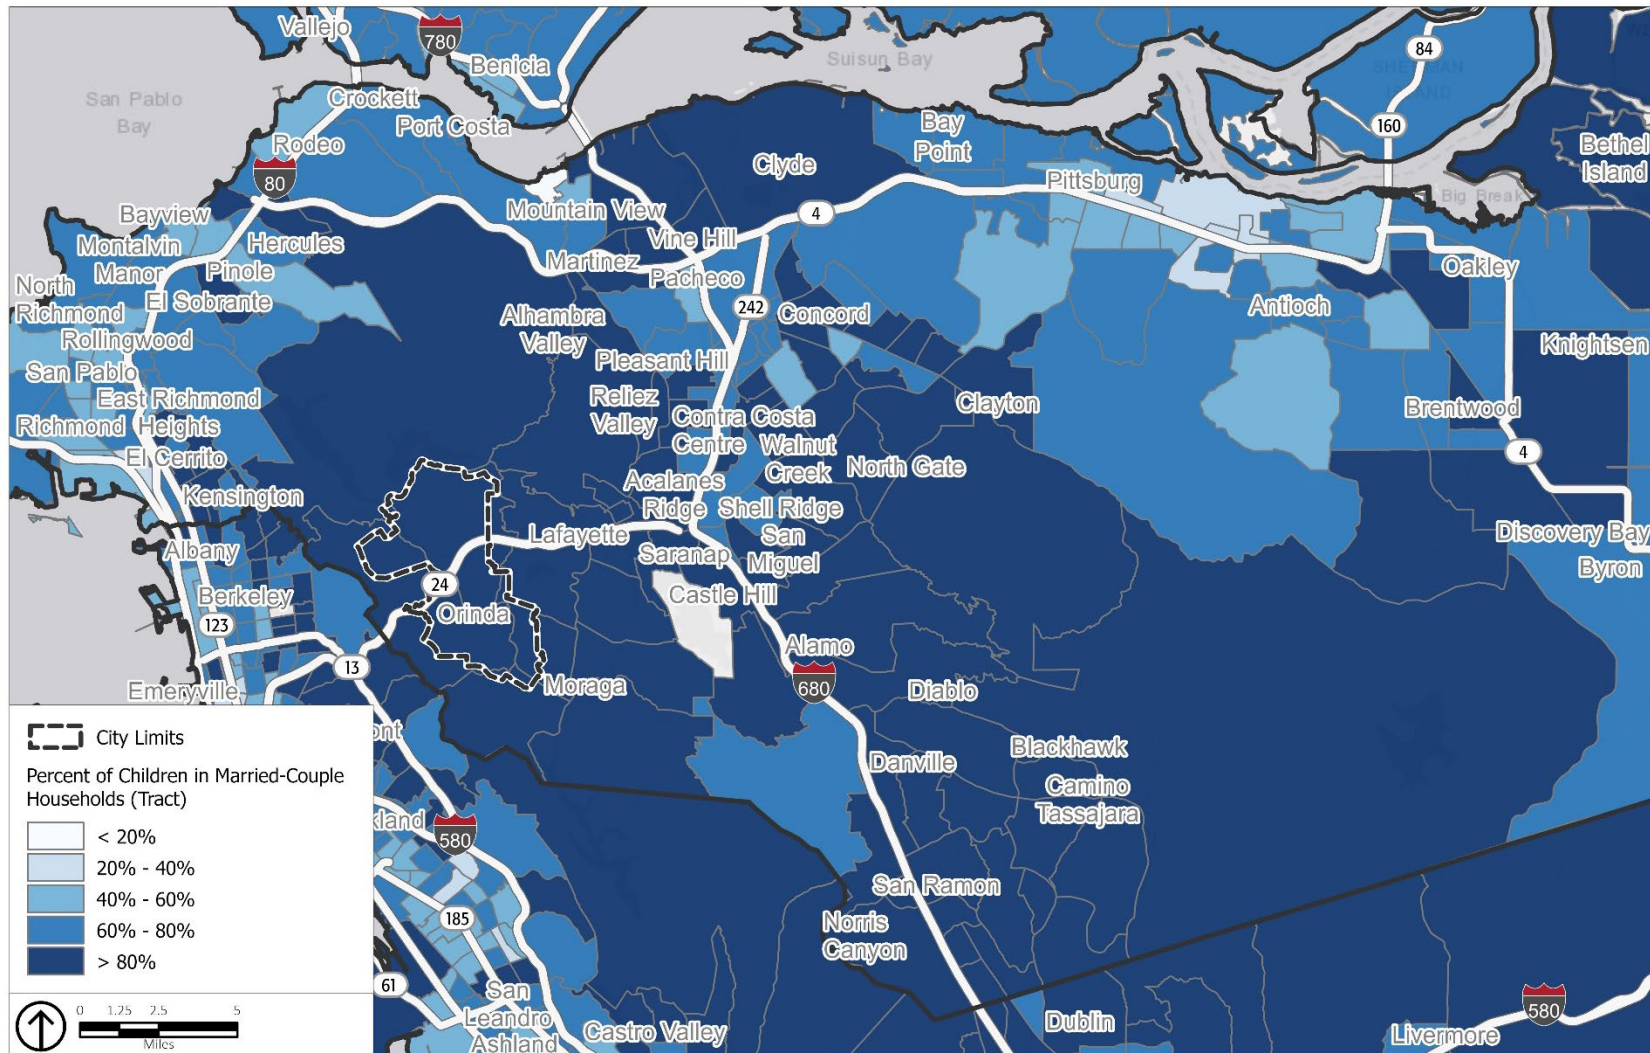 Vallejo
780
Benicia
Suisun Bay
84
SHERMAN
ISLAND
San Pablo
Bay
Crockett
Port Costa
Rodeo
80
Bay
Point
Clyde
160
Bethel
Island
Big Break
Pittsburg
Mountain View
4
Bayview
Montalvin
Manor
Hercules
Pinole
Vine Hill
Martinez
Pacheco
Oakley
North
Richmond
El Sobrante
242
Concord
Antioch
Alhambra
Valley
Rollingwood
Knightsen
San Pablo
Pleasant Hill
East Richmond
Heights
Richmond
Reliez
Valley
Contra Costa
Centre
Clayton
Brentwood
El Cerrito
Walnut
Creek
North Gate
4
Kensington
Acalanes
Ridge
Shell Ridge
Lafayette
San
Miguel
Discovery Bay
Albany
Saranap
Byron
24
Berkeley
Castle Hill
Orinda
123
13
Alamo
Emeryville
Moraga
680
Diablo
ont
Blackhawk
Danville
Camino
Tassajara
kland
580
San Ramon
185
Norris
Canyon
61
San
Leandro
Ashland
Castro Valley
Dublin
580
Livermore
City Limits
Percent of Children in Married-Couple
Households (Tract)
< 20%
20% - 40%
40% - 60%
60% - 80%
> 80%
0 1.25 2.5 5
Miles